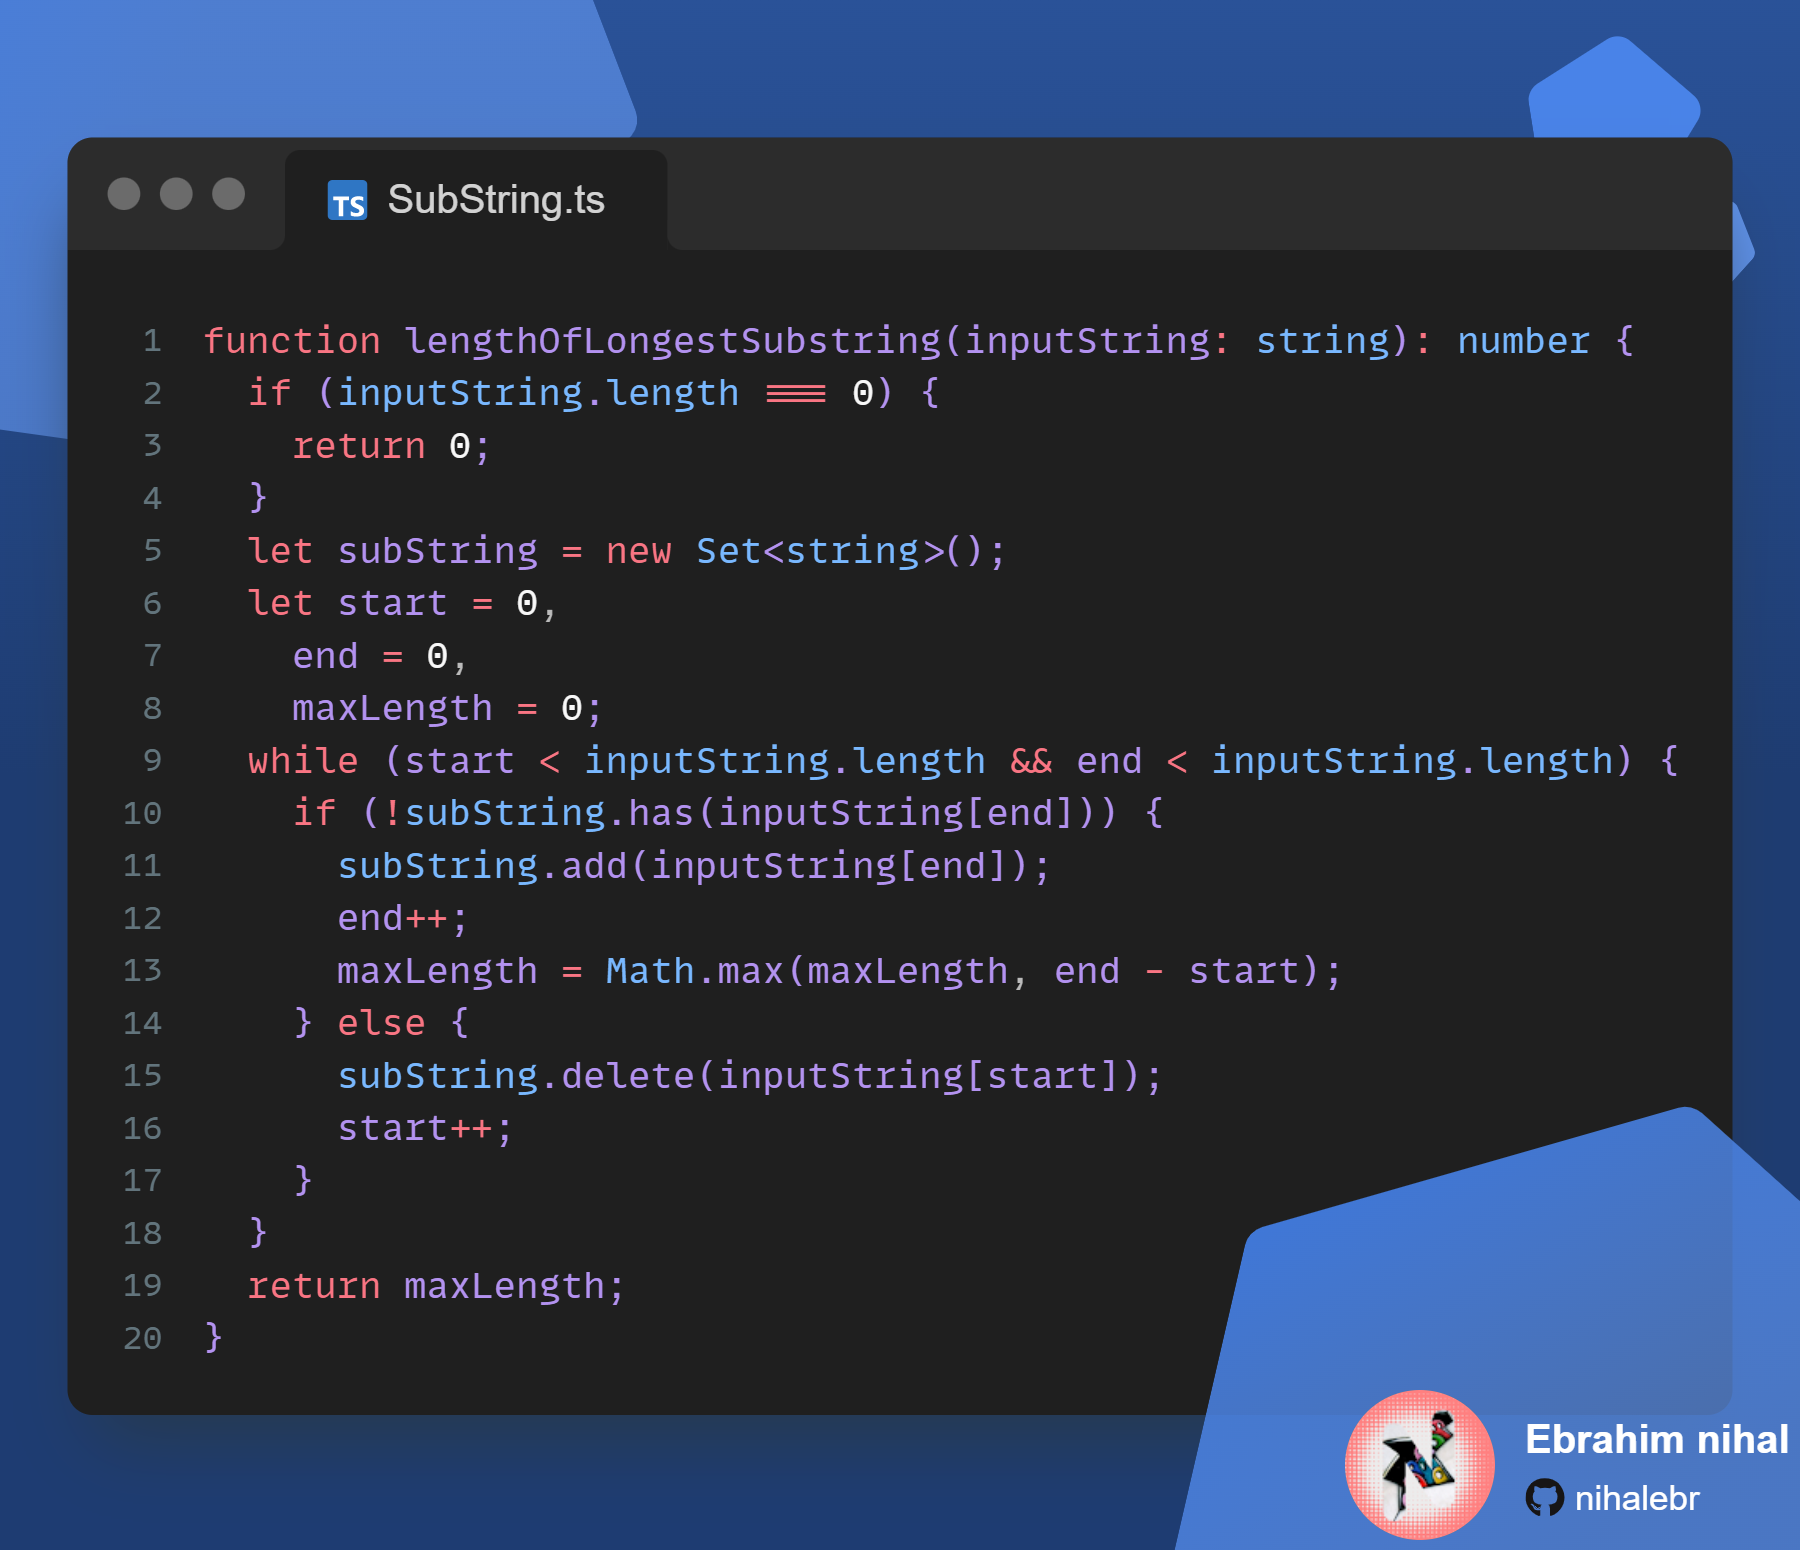 TS SubString.ts
1 function lengthOfLongestSubstring(inputString: string): number {
2   if (inputString.length === 0) {
3     return 0;
4   }
5   let subString = new Set<string>();
6   let start = 0,
7     end = 0,
8     maxLength = 0;
9   while (start < inputString.length && end < inputString.length) {
10     if (!subString.has(inputString[end])) {
11       subString.add(inputString[end]);
12       end++;
13       maxLength = Math.max(maxLength, end - start);
14     } else {
15       subString.delete(inputString[start]);
16       start++;
17     }
18   }
19   return maxLength;
20 }
Ebrahim nihal
nihalebr